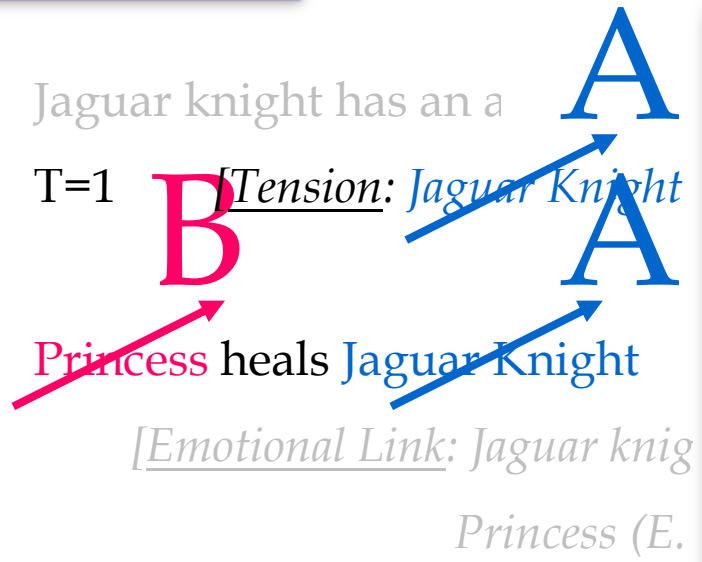 A
Jaguar knight has an a
T=1 [Tension: Jaguar Knight
B A
Princess heals Jaguar Knight
[Emotional Link: Jaguar knig
Princess (E.